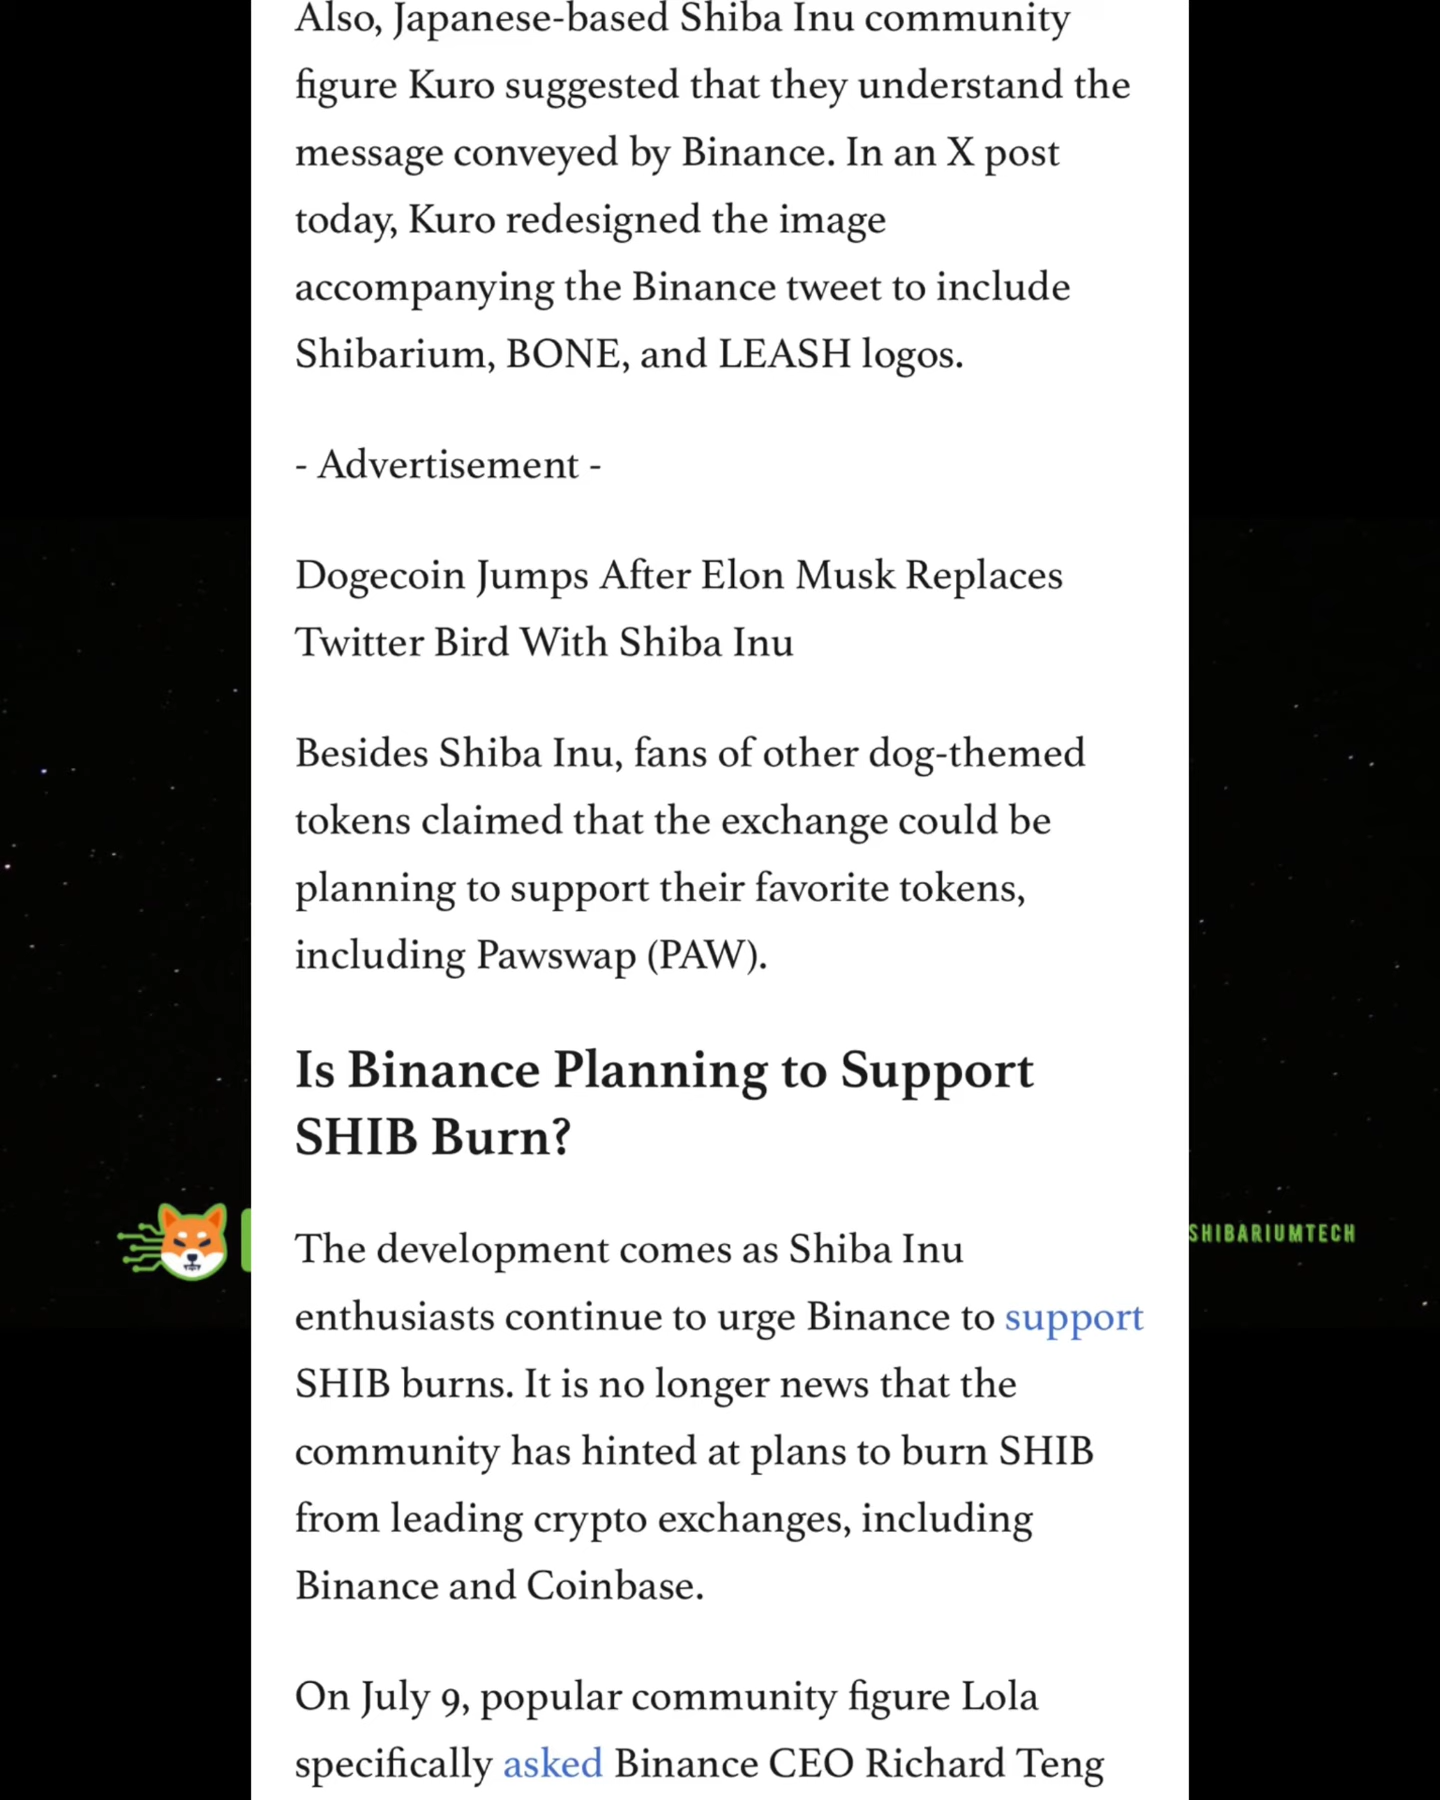 Also, Japanese-based Shiba Inu community
figure Kuro suggested that they understand the
message conveyed by Binance. In an X post
today, Kuro redesigned the image
accompanying the Binance tweet to include
Shibarium, BONE, and LEASH logos.
- Advertisement -
Dogecoin Jumps After Elon Musk Replaces
Twitter Bird With Shiba Inu
Besides Shiba Inu, fans of other dog-themed
tokens claimed that the exchange could be
planning to support their favorite tokens,
including Pawswap (PAW).
Is Binance Planning to Support
SHIB Burn?
The development comes as Shiba Inu
enthusiasts continue to urge Binance to support
SHIB burns. It is no longer news that the
community has hinted at plans to burn SHIB
from leading crypto exchanges, including
Binance and Coinbase.
On July 9, popular community figure Lola
specifically asked Binance CEO Richard Teng
SHIBARIUMTECH